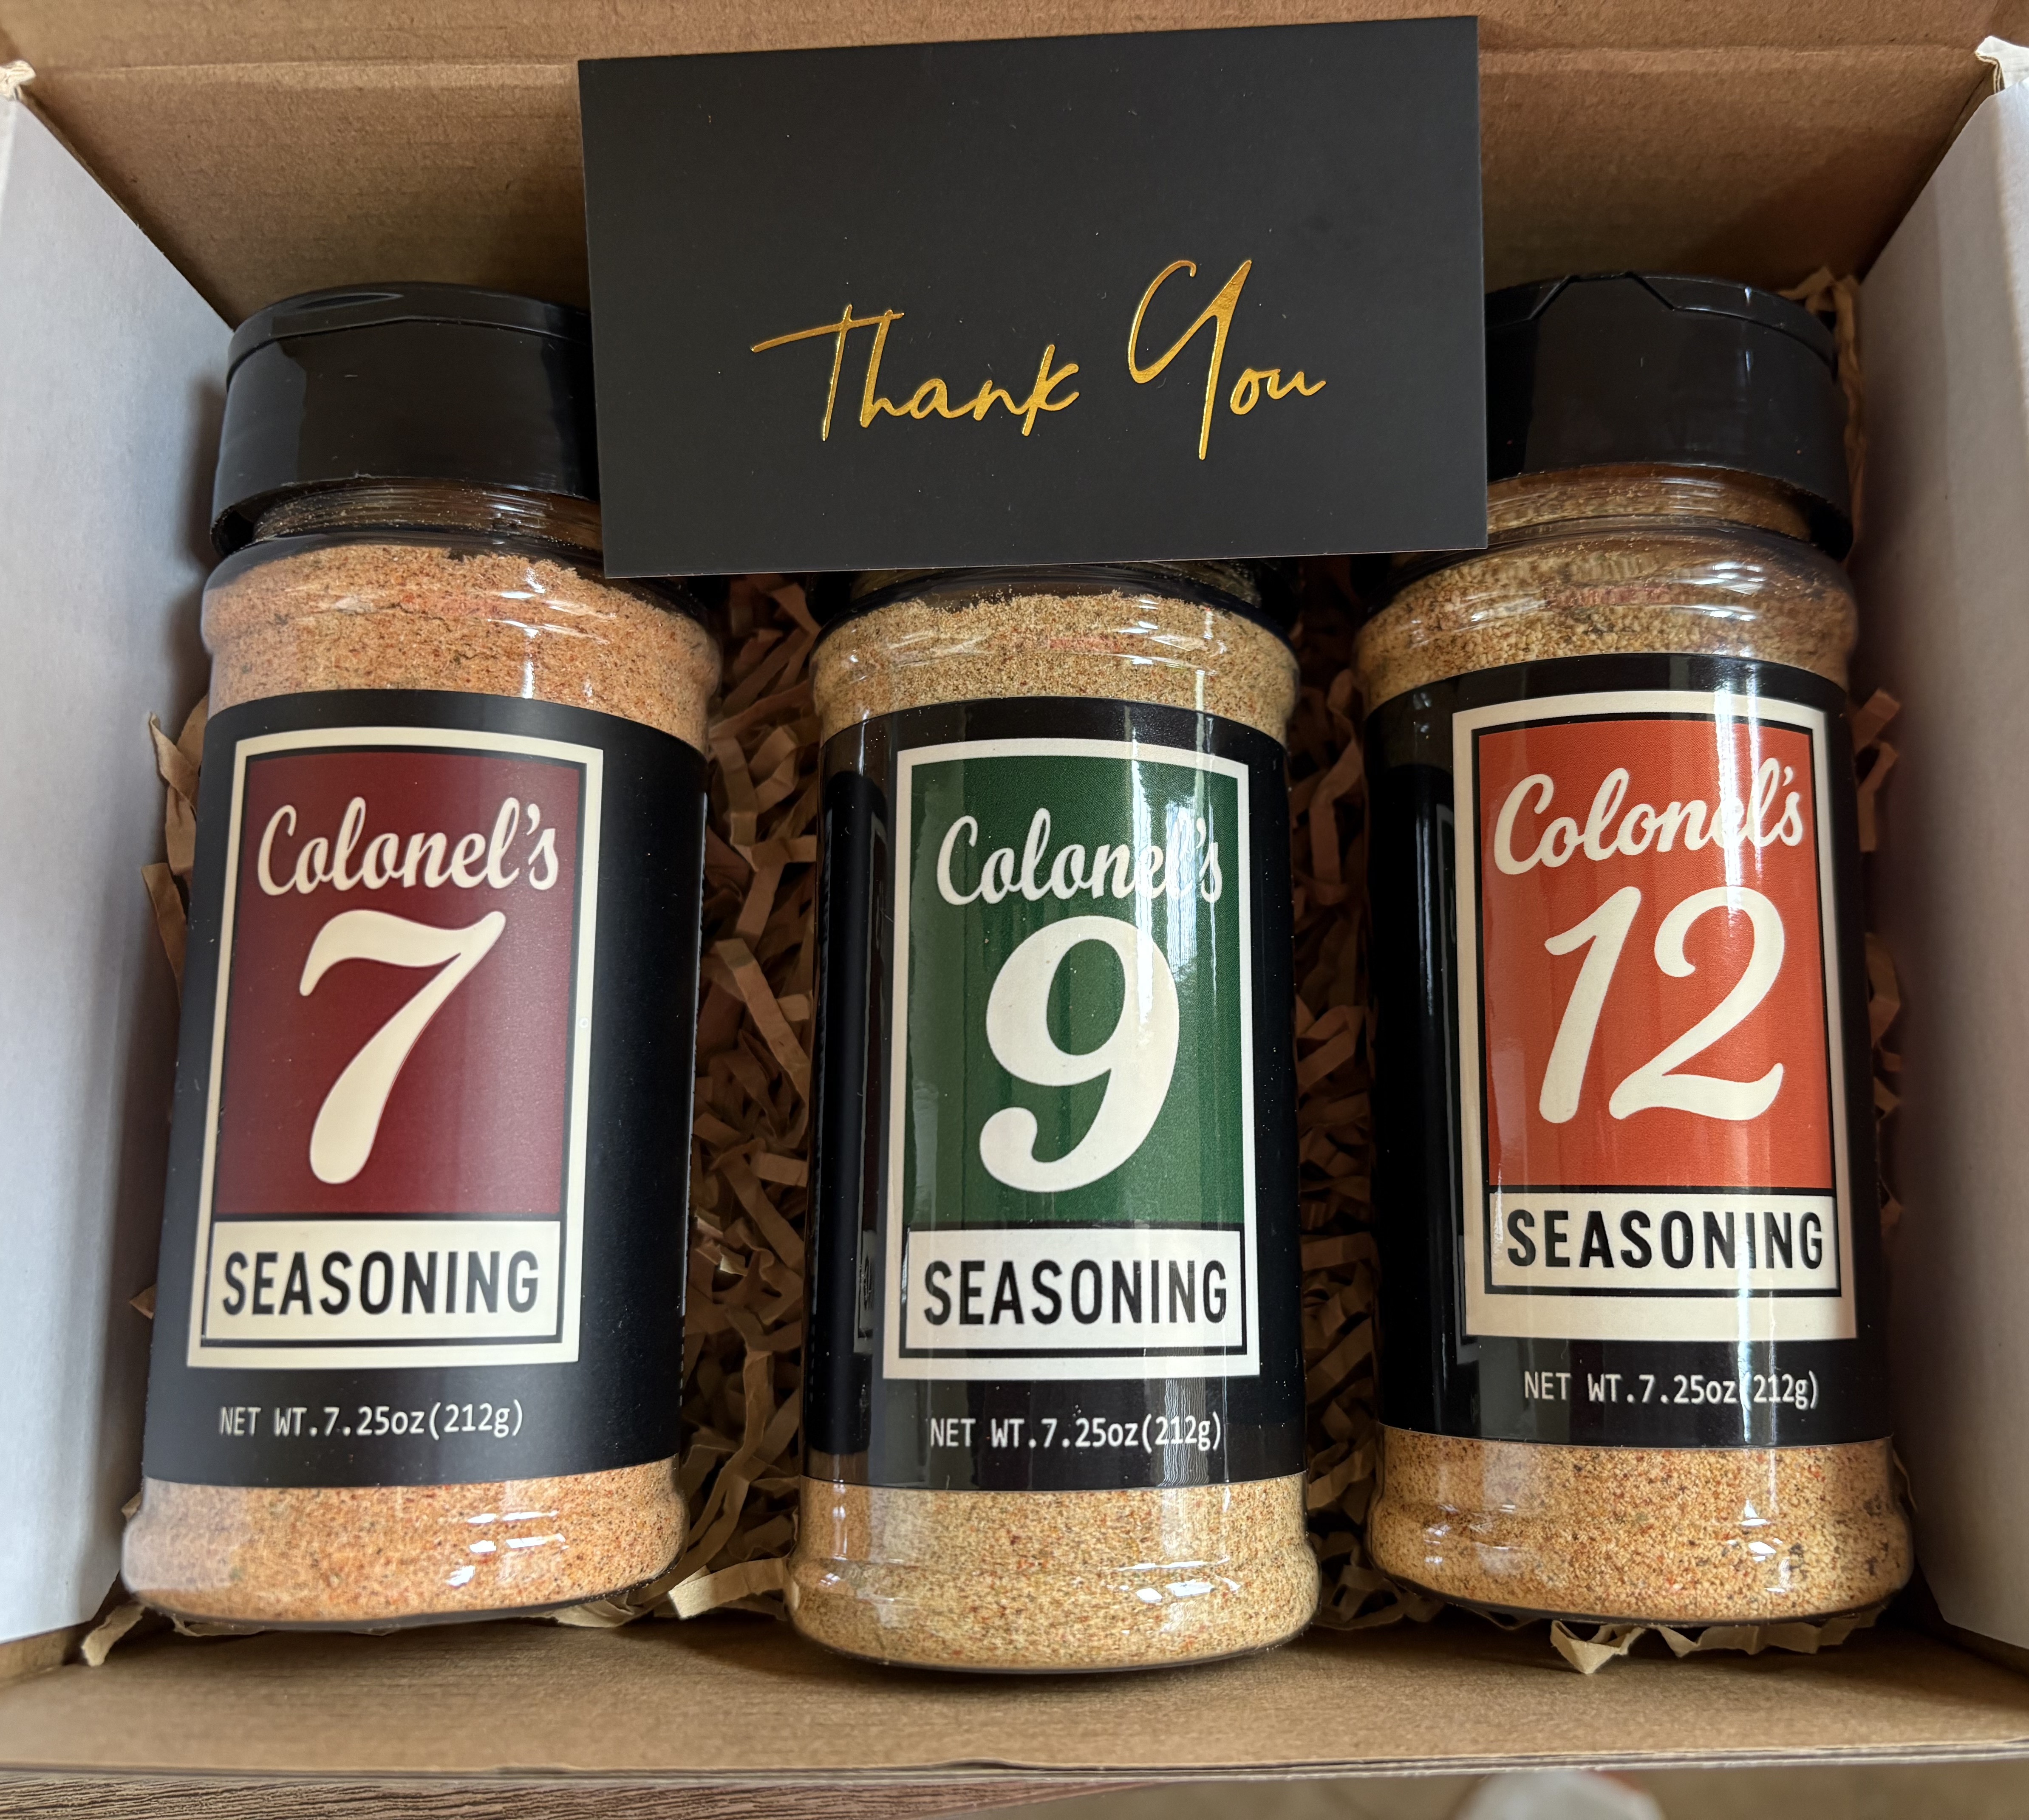 Thank You
Colonel's
7
SEASONING
NET WT.7.25oz(212g)
Colonel's
9
SEASONING
NET WT.7.25oz(212g)
Colonel's
12
SEASONING
NET WT.7.25oz(212g)